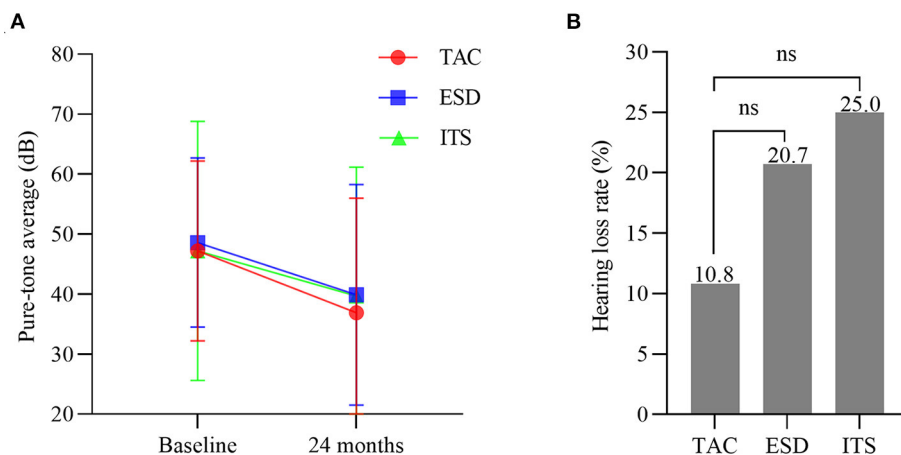 A
Pure-tone average (dB)
80
70
60
50
40
30
20
Baseline
24 months
TAC
ESD
ITS
B
Hearing loss rate (%)
30
25
20
15
10
5
0
ns
ns
10.8
20.7
25.0
TAC
ESD
ITS